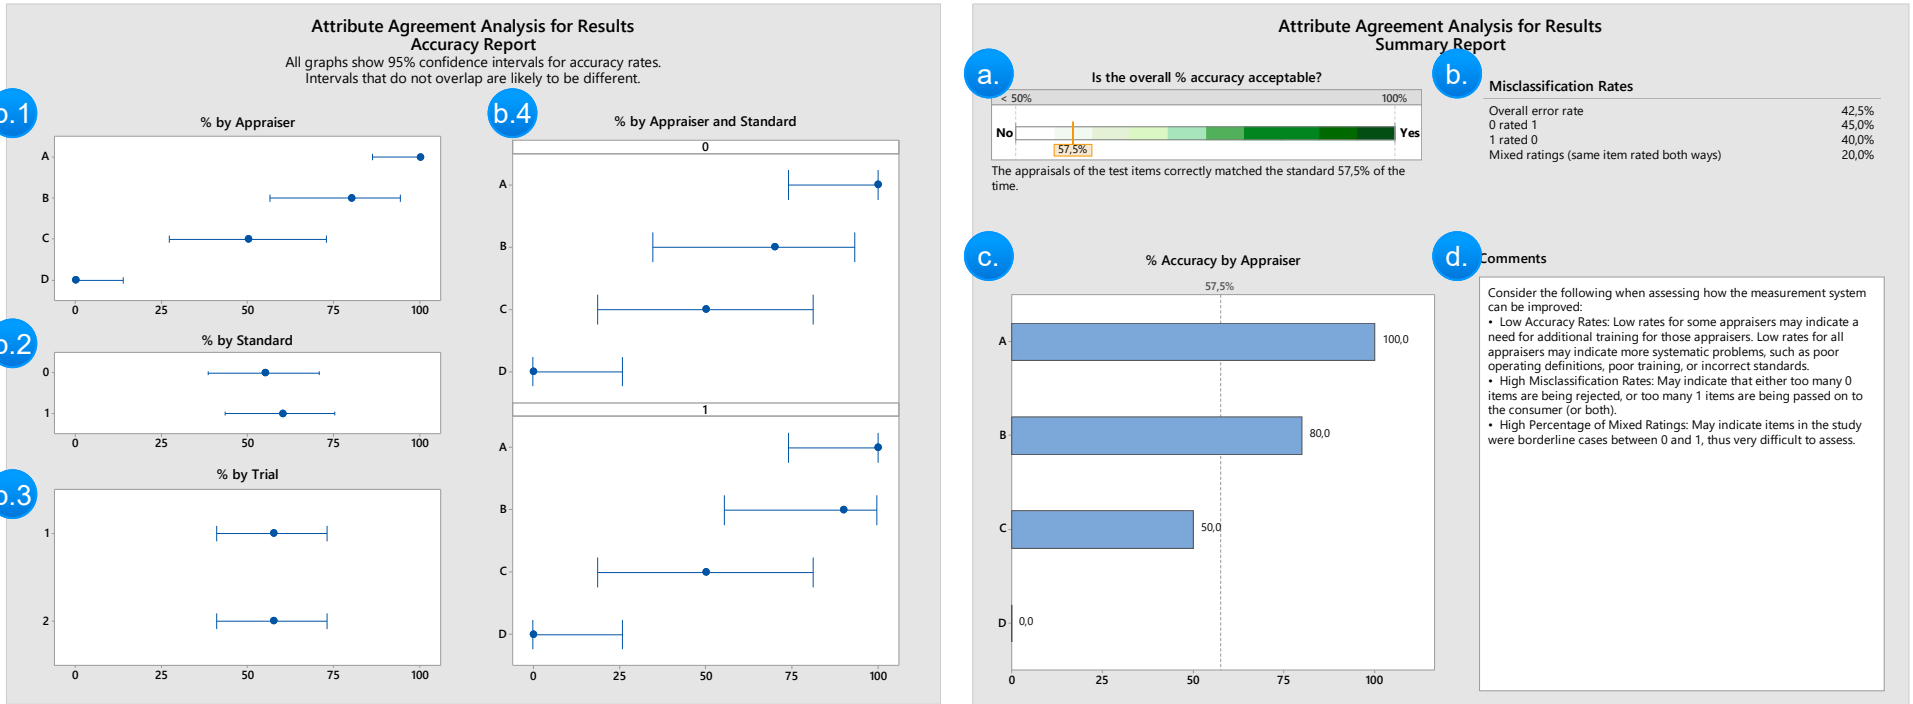 Attribute Agreement Analysis for Results
Accuracy Report
All graphs show 95% confidence intervals for accuracy rates.
Intervals that do not overlap are likely to be different.
b.1
% by Appraiser
A
B
C
D
0 25 50 75 100
b.2
% by Standard
0
1
0 25 50 75 100
b.3
% by Trial
1
2
0 25 50 75 100
b.4
% by Appraiser and Standard
0
A
B
C
D
1
A
B
C
D
0 25 50 75 100
Attribute Agreement Analysis for Results
Summary Report
a.
Is the overall % accuracy acceptable?
< 50% 100%
No Yes
57,5%
The appraisals of the test items correctly matched the standard 57,5% of the
time.
b.
Misclassification Rates
Overall error rate 42,5%
0 rated 1 45,0%
1 rated 0 40,0%
Mixed ratings (same item rated both ways) 20,0%
c.
% Accuracy by Appraiser
57,5%
A 100,0
B 80,0
C 50,0
D 0,0
0 25 50 75 100
d.
Comments
Consider the following when assessing how the measurement system
can be improved:
• Low Accuracy Rates: Low rates for some appraisers may indicate a
need for additional training for those appraisers. Low rates for all
appraisers may indicate more systematic problems, such as poor
operating definitions, poor training, or incorrect standards.
• High Misclassification Rates: May indicate that either too many 0
items are being rejected, or too many 1 items are being passed on to
the consumer (or both).
• High Percentage of Mixed Ratings: May indicate items in the study
were borderline cases between 0 and 1, thus very difficult to assess.